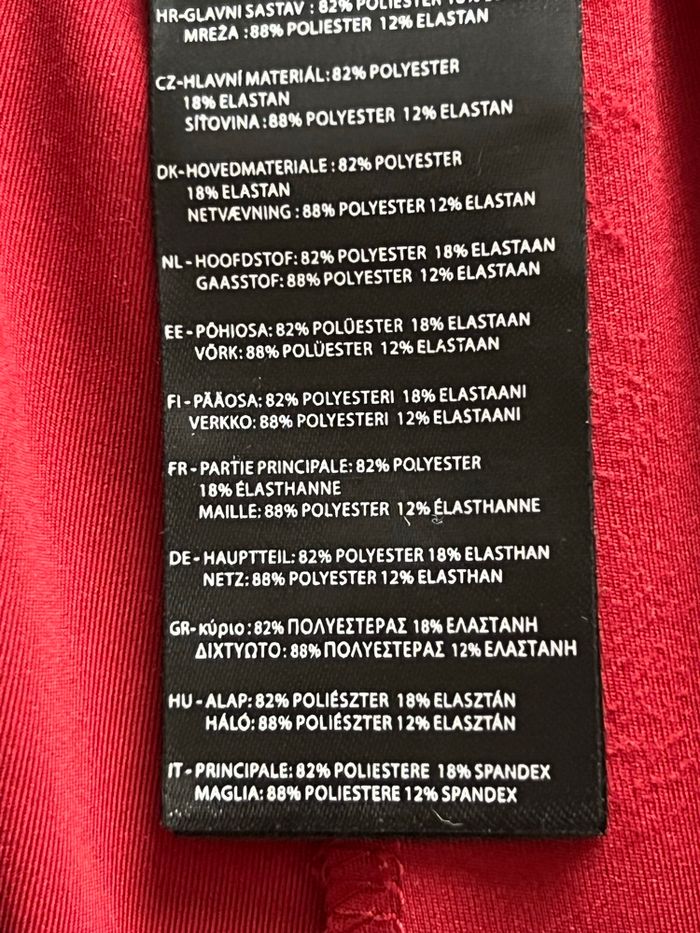 HR-GLAVNI SASTAV : 82% POLIESTER 18%
MREŽA : 88% POLIESTER 12% ELASTAN
CZ-HLAVNÍ MATERIÁL:82% POLYESTER
18% ELASTAN
SÍŤOVINA :88% POLYESTER 12% ELASTAN
DK-HOVEDMATERIALE : 82% POLYESTER
18% ELASTAN
NETVÆVNING : 88% POLYESTER 12% ELASTAN
NL - HOOFDSTOF: 82% POLYESTER 18% ELASTAAN
GAASSTOF: 88% POLYESTER 12% ELASTAAN
EE - PÕHIOSA: 82% POLÜESTER 18% ELASTAAN
VÕRK: 88% POLÜESTER 12% ELASTAAN
FI - PÄÄOSA: 82% POLYESTERI 18% ELASTAANI
VERKKO: 88% POLYESTERI 12% ELASTAANI
FR - PARTIE PRINCIPALE: 82% POLYESTER
18% ÉLASTHANNE
MAILLE: 88% POLYESTER 12% ÉLASTHANNE
DE - HAUPTTEIL: 82% POLYESTER 18% ELASTHAN
NETZ: 88% POLYESTER 12% ELASTHAN
GR- κύριο : 82% ΠΟΛΥΕΣΤΕΡΑΣ 18% ΕΛΑΣΤΑΝΗ
ΔΙΧΤΥΩΤΟ : 88% ΠΟΛΥΕΣΤΕΡΑΣ 12% ΕΛΑΣΤΑΝΗ
HU - ALAP: 82% POLIÉSZTER 18% ELASZTÁN
HÁLÓ: 88% POLIÉSZTER 12% ELASZTÁN
IT - PRINCIPALE: 82% POLIESTERE 18% SPANDEX
MAGLIA: 88% POLIESTERE 12% SPANDEX